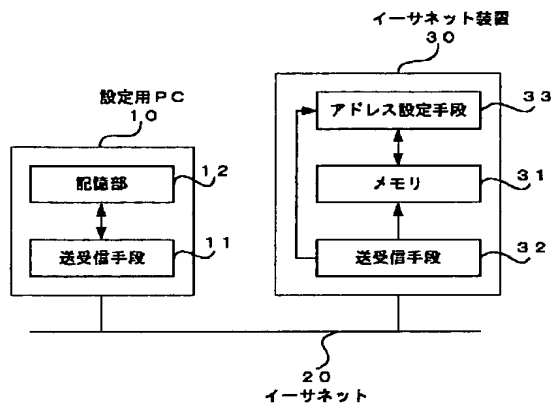 イーサネット装置
30
設定用PC
10
アドレス設定手段
33
記憶部
12
メモリ
31
送受信手段
11
送受信手段
32
20
イーサネット